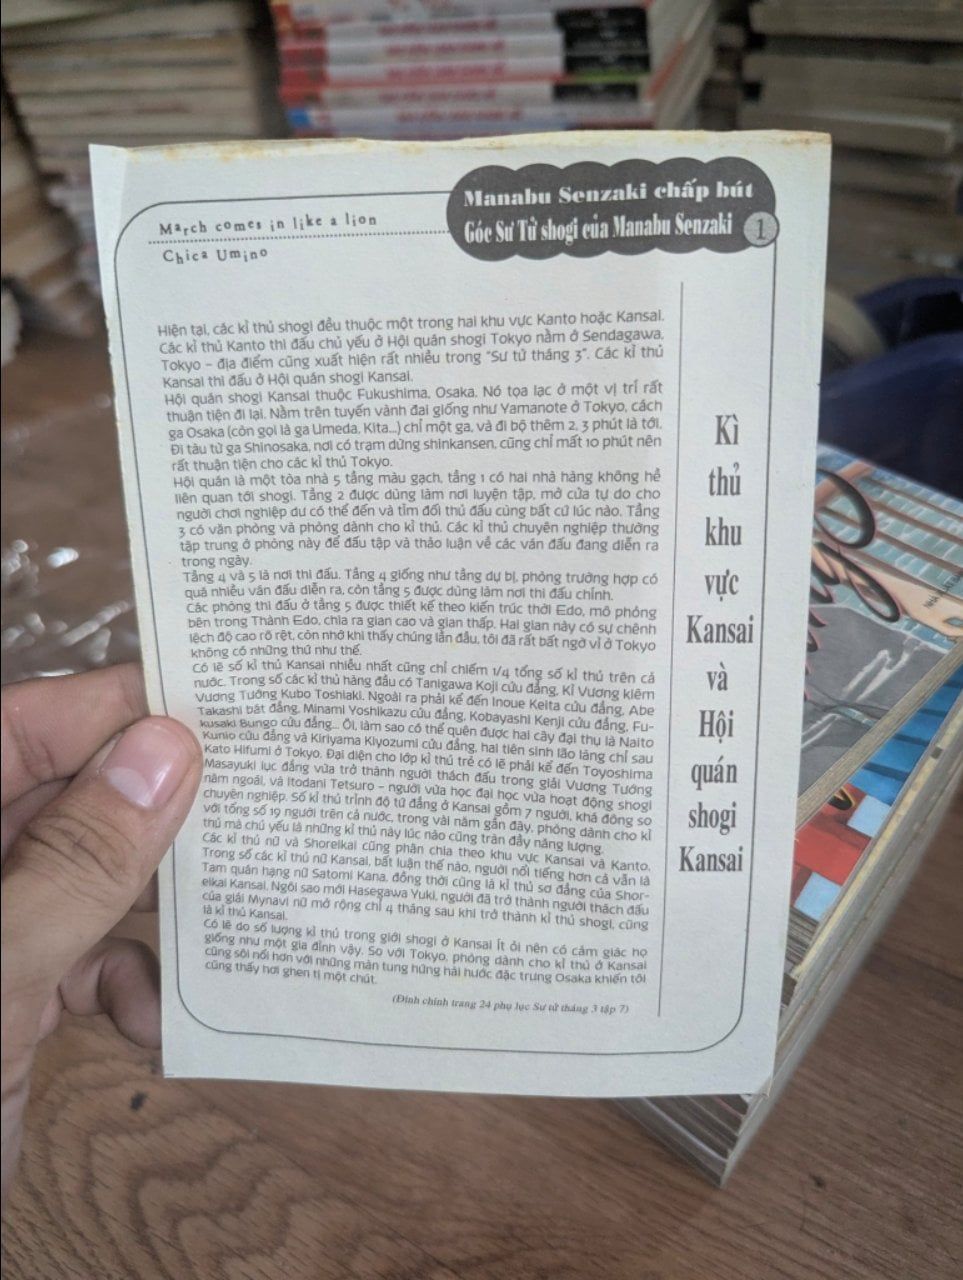 March comes in like a lion
Chica Umino
Manabu Senzaki chấp bút
Góc Sư Tử shogi của Manabu Senzaki 1
Kì
thủ
khu
vực
Kansai
và
Hội
quán
shogi
Kansai
Hiện tại, các kì thủ shogi đều thuộc một trong hai khu vực Kanto hoặc Kansai.
Các kì thủ Kanto thi đấu chủ yếu ở Hội quán shogi Tokyo nằm ở Sendagawa,
Tokyo – địa điểm cũng xuất hiện rất nhiều trong "Sư tử tháng 3". Các kì thủ
Kansai thi đấu ở Hội quán shogi Kansai.
Hội quán shogi Kansai thuộc Fukushima, Osaka. Nó tọa lạc ở một vị trí rất
thuận tiện đi lại. Nằm trên tuyến vành đai giống như Yamanote ở Tokyo, cách
ga Osaka (còn gọi là ga Umeda, Kita...) chỉ một ga, và đi bộ thêm 2, 3 phút là tới.
Đi tàu từ ga Shinosaka, nơi có trạm dừng shinkansen, cũng chỉ mất 10 phút nên
rất thuận tiện cho các kì thủ Tokyo.
Hội quán là một tòa nhà 5 tầng màu gạch, tầng 1 có hai nhà hàng không hề
liên quan tới shogi. Tầng 2 được dùng làm nơi luyện tập, mở cửa tự do cho
người chơi nghiệp dư có thể đến và tìm đối thủ đấu cùng bất cứ lúc nào. Tầng
3 có văn phòng và phòng dành cho kì thủ. Các kì thủ chuyên nghiệp thường
tập trung ở phòng này để đấu tập và thảo luận về các ván đấu đang diễn ra
trong ngày.
Tầng 4 và 5 là nơi thi đấu. Tầng 4 giống như tầng dự bị, phòng trường hợp có
quá nhiều ván đấu diễn ra, còn tầng 5 được dùng làm nơi thi đấu chính.
Các phòng thi đấu ở tầng 5 được thiết kế theo kiến trúc thời Edo, mô phỏng
bên trong Thành Edo, chia ra gian cao và gian thấp. Hai gian này có sự chênh
lệch độ cao rõ rệt, còn nhớ khi thấy chúng lần đầu, tôi đã rất bất ngờ vì ở Tokyo
không có những thứ như thế.
Có lẽ số kì thủ Kansai nhiều nhất cũng chỉ chiếm 1/4 tổng số kì thủ trên cả
nước. Trong số các kì thủ hàng đầu có Tanigawa Koji cửu đẳng, Kì Vương kiêm
Vương Tướng Kubo Toshiaki. Ngoài ra phải kể đến Inoue Keita cửu đẳng, Abe
Takashi bát đẳng, Minami Yoshikazu cửu đẳng, Kobayashi Kenji cửu đẳng, Fu-
kusaki Bungo cửu đẳng... Ôi, làm sao có thể quên được hai cây đại thụ là Naito
Kunio cửu đẳng và Kiriyama Kiyozumi cửu đẳng, hai tiên sinh lão làng chỉ sau
Kato Hifumi ở Tokyo. Đại diện cho lớp kì thủ trẻ có lẽ phải kể đến Toyoshima
Masayuki lục đẳng vừa trở thành người thách đấu trong giải Vương Tướng
năm ngoái, và Itodani Tetsuro – người vừa học đại học vừa hoạt động shogi
chuyên nghiệp. Số kì thủ trình độ tứ đẳng ở Kansai gồm 7 người, khá đông so
với tổng số 19 người trên cả nước, trong vài năm gần đây, phòng dành cho kì
thủ mà chủ yếu là những kì thủ này lúc nào cũng tràn đầy năng lượng.
Các kì thủ nữ và Shoreikai cũng phân chia theo khu vực Kansai và Kanto.
Trong số các kì thủ nữ Kansai, bất luận thế nào, người nổi tiếng hơn cả vẫn là
Tam quán hạng nữ Satomi Kana, đồng thời cũng là kì thủ sơ đẳng của Shor-
eikai Kansai. Ngôi sao mới Hasegawa Yuki, người đã trở thành người thách đấu
của giải Mynavi nữ mở rộng chỉ 4 tháng sau khi trở thành kì thủ shogi, cũng
là kì thủ Kansai.
Có lẽ do số lượng kì thủ trong giới shogi ở Kansai ít ỏi nên có cảm giác họ
giống như một gia đình vậy. So với Tokyo, phòng dành cho kì thủ ở Kansai
cũng sôi nổi hơn với những màn tung hứng hài hước đặc trưng Osaka khiến tôi
cũng thấy hơi ghen tị một chút.
(Đính chính trang 24 phụ lục Sư tử tháng 3 tập 7)